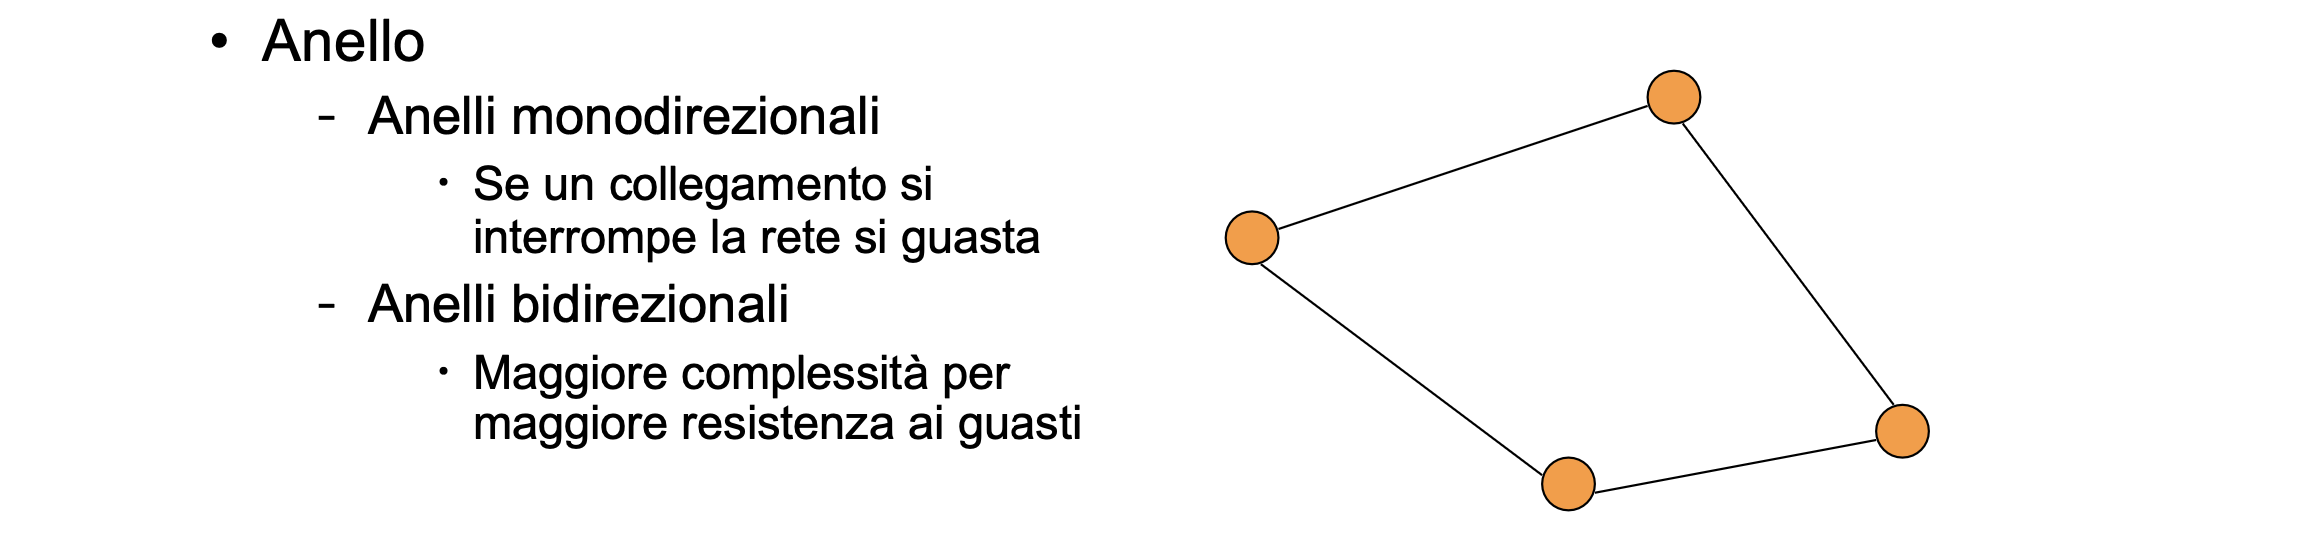 • Anello
- Anelli monodirezionali
• Se un collegamento si
interrompe la rete si guasta
- Anelli bidirezionali
• Maggiore complessità per
maggiore resistenza ai guasti